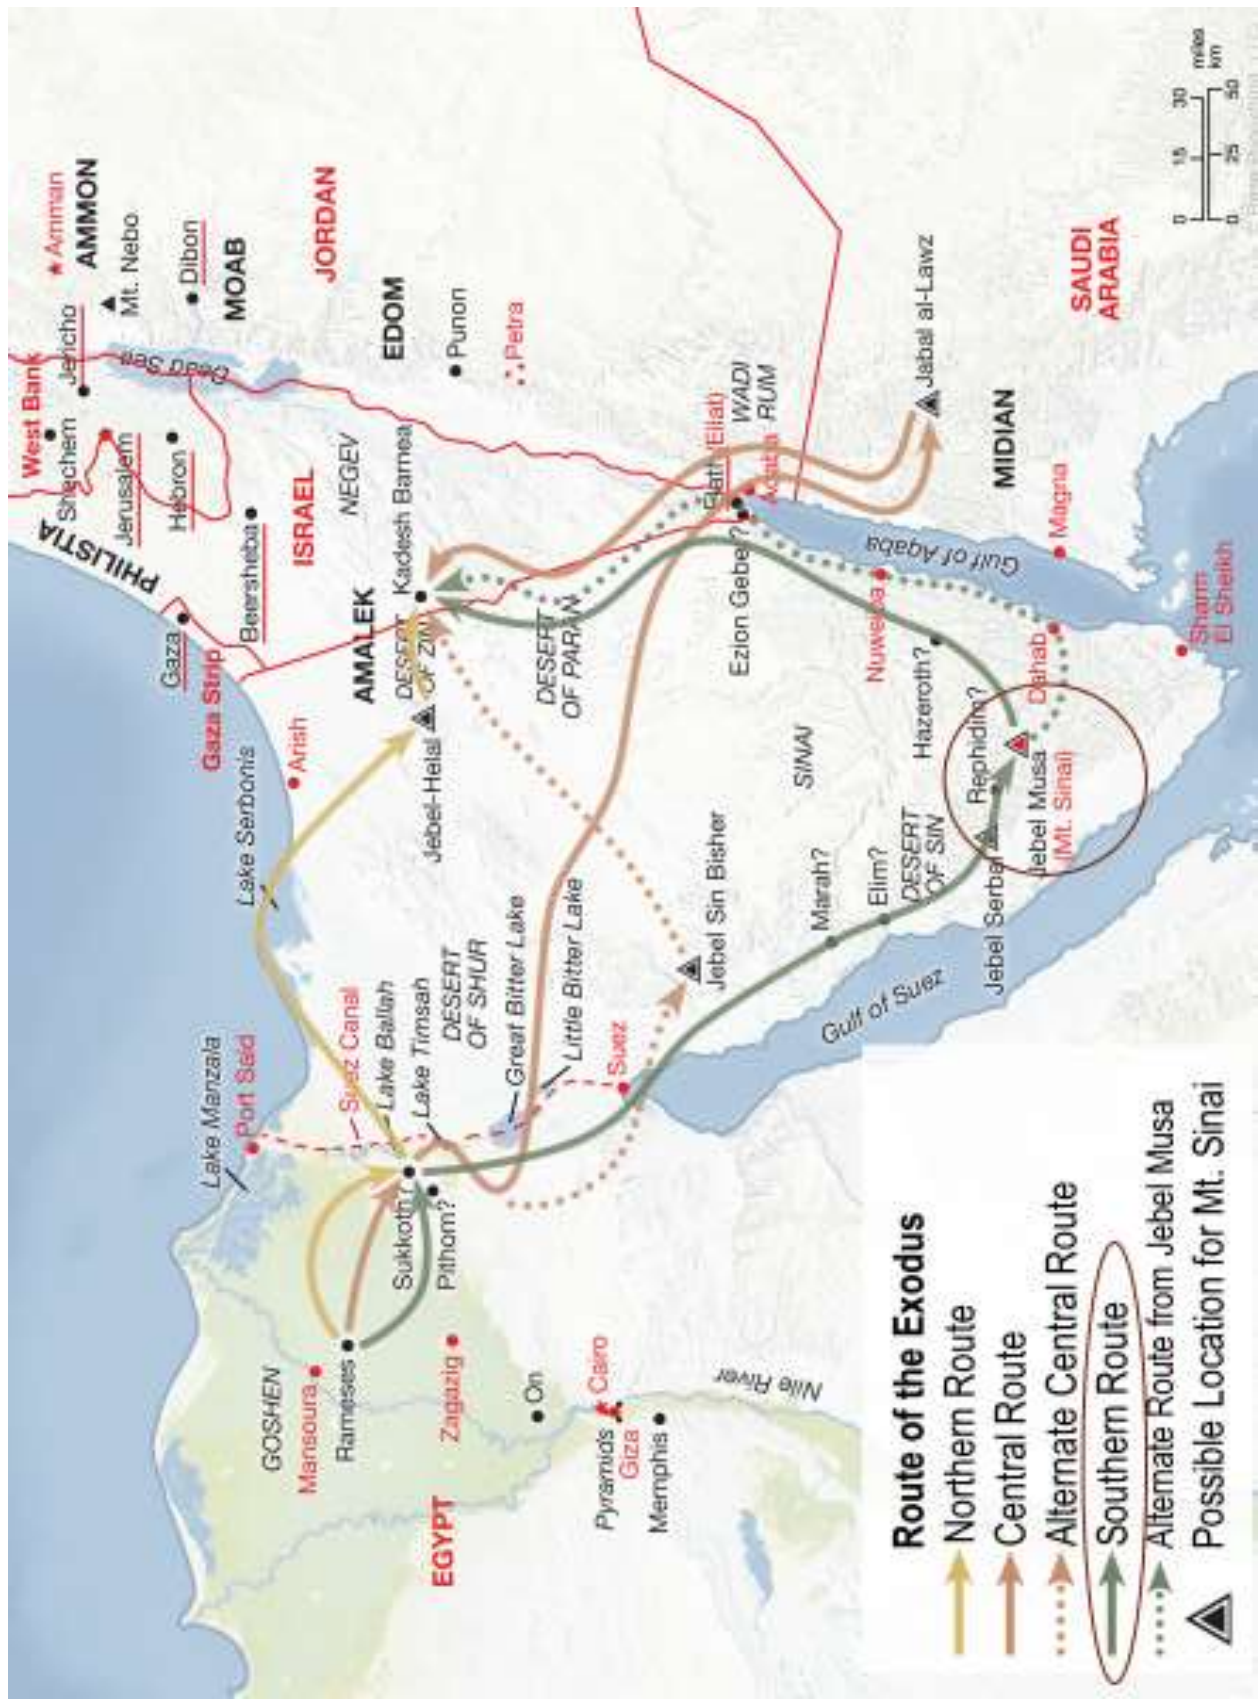 Lake Manzala
Port Said
Suez Canal
Lake Ballah
Lake Timsah
DESERT
OF SHUR
Great Bitter Lake
Little Bitter Lake
Suez
Lake Serbonis
Arish
Gaza Strip
Gaza
PHILISTIA
West Bank
Shechem
Jericho
Jerusalem
Hebron
Beersheba
ISRAEL
NEGEV
Dead Sea
Amman
AMMON
Mt. Nebo
Dibon
MOAB
JORDAN
EDOM
Punon
Petra
AMALEK
Kadesh Barnea
DESERT
OF ZIN
Jebel-Helal
DESERT
OF PARAN
Elath (Eilat)
Aqaba
WADI
RUM
Ezion Geber?
Jabal al-Lawz
MIDIAN
SAUDI
ARABIA
Gulf of Aqaba
Magna
Nuweiba
Hazeroth?
Dahab
Sharm
El Sheikh
SINAI
Rephidim?
Jebel Musa
(Mt. Sinai)
Jebel Serbal
DESERT
OF SIN
Elim?
Marah?
Jebel Sin Bisher
Gulf of Suez
GOSHEN
Mansoura
Rameses
Sukkoth?
Pithom?
Zagazig
EGYPT
On
Cairo
Pyramids
Giza
Memphis
Nile River
Route of the Exodus
Northern Route
Central Route
Alternate Central Route
Southern Route
Alternate Route from Jebel Musa
Possible Location for Mt. Sinai
0 15 30 miles
0 25 50 km